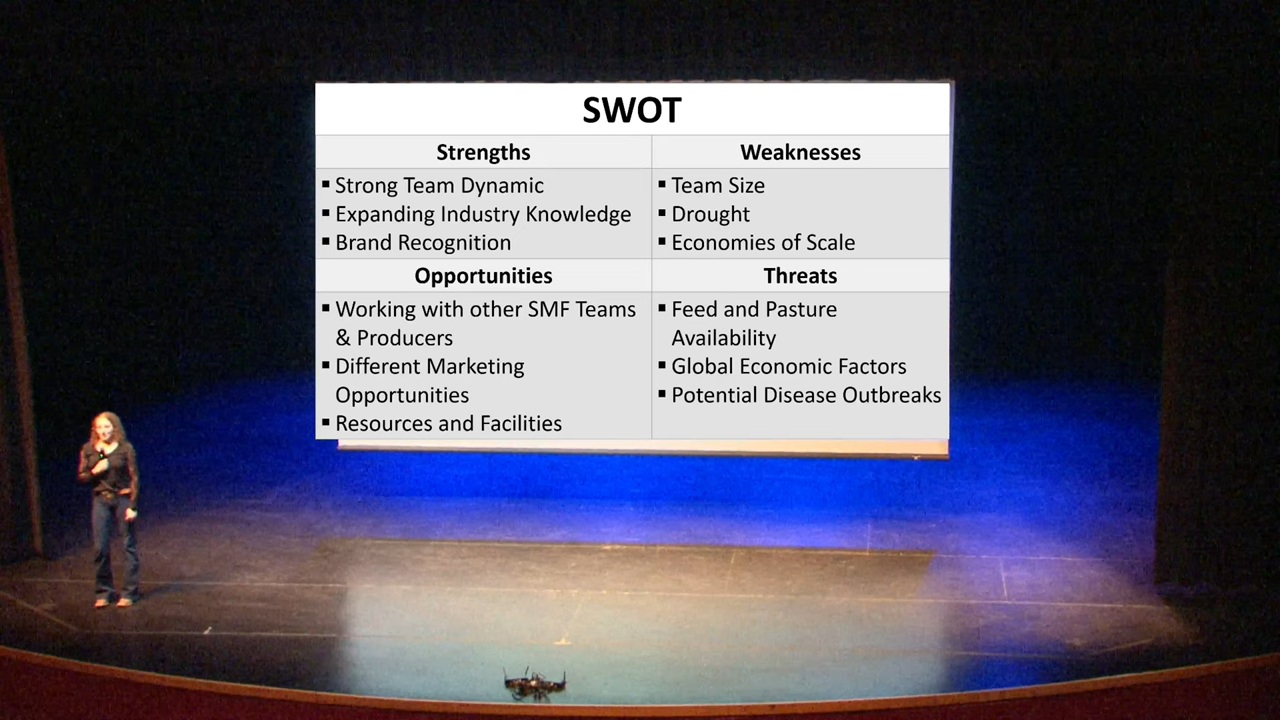 SWOT
Strengths
Weaknesses
▪ Strong Team Dynamic
▪ Expanding Industry Knowledge
▪ Brand Recognition
▪ Team Size
▪ Drought
▪ Economies of Scale
Opportunities
Threats
▪ Working with other SMF Teams
& Producers
▪ Different Marketing
Opportunities
▪ Resources and Facilities
▪ Feed and Pasture
Availability
▪ Global Economic Factors
▪ Potential Disease Outbreaks